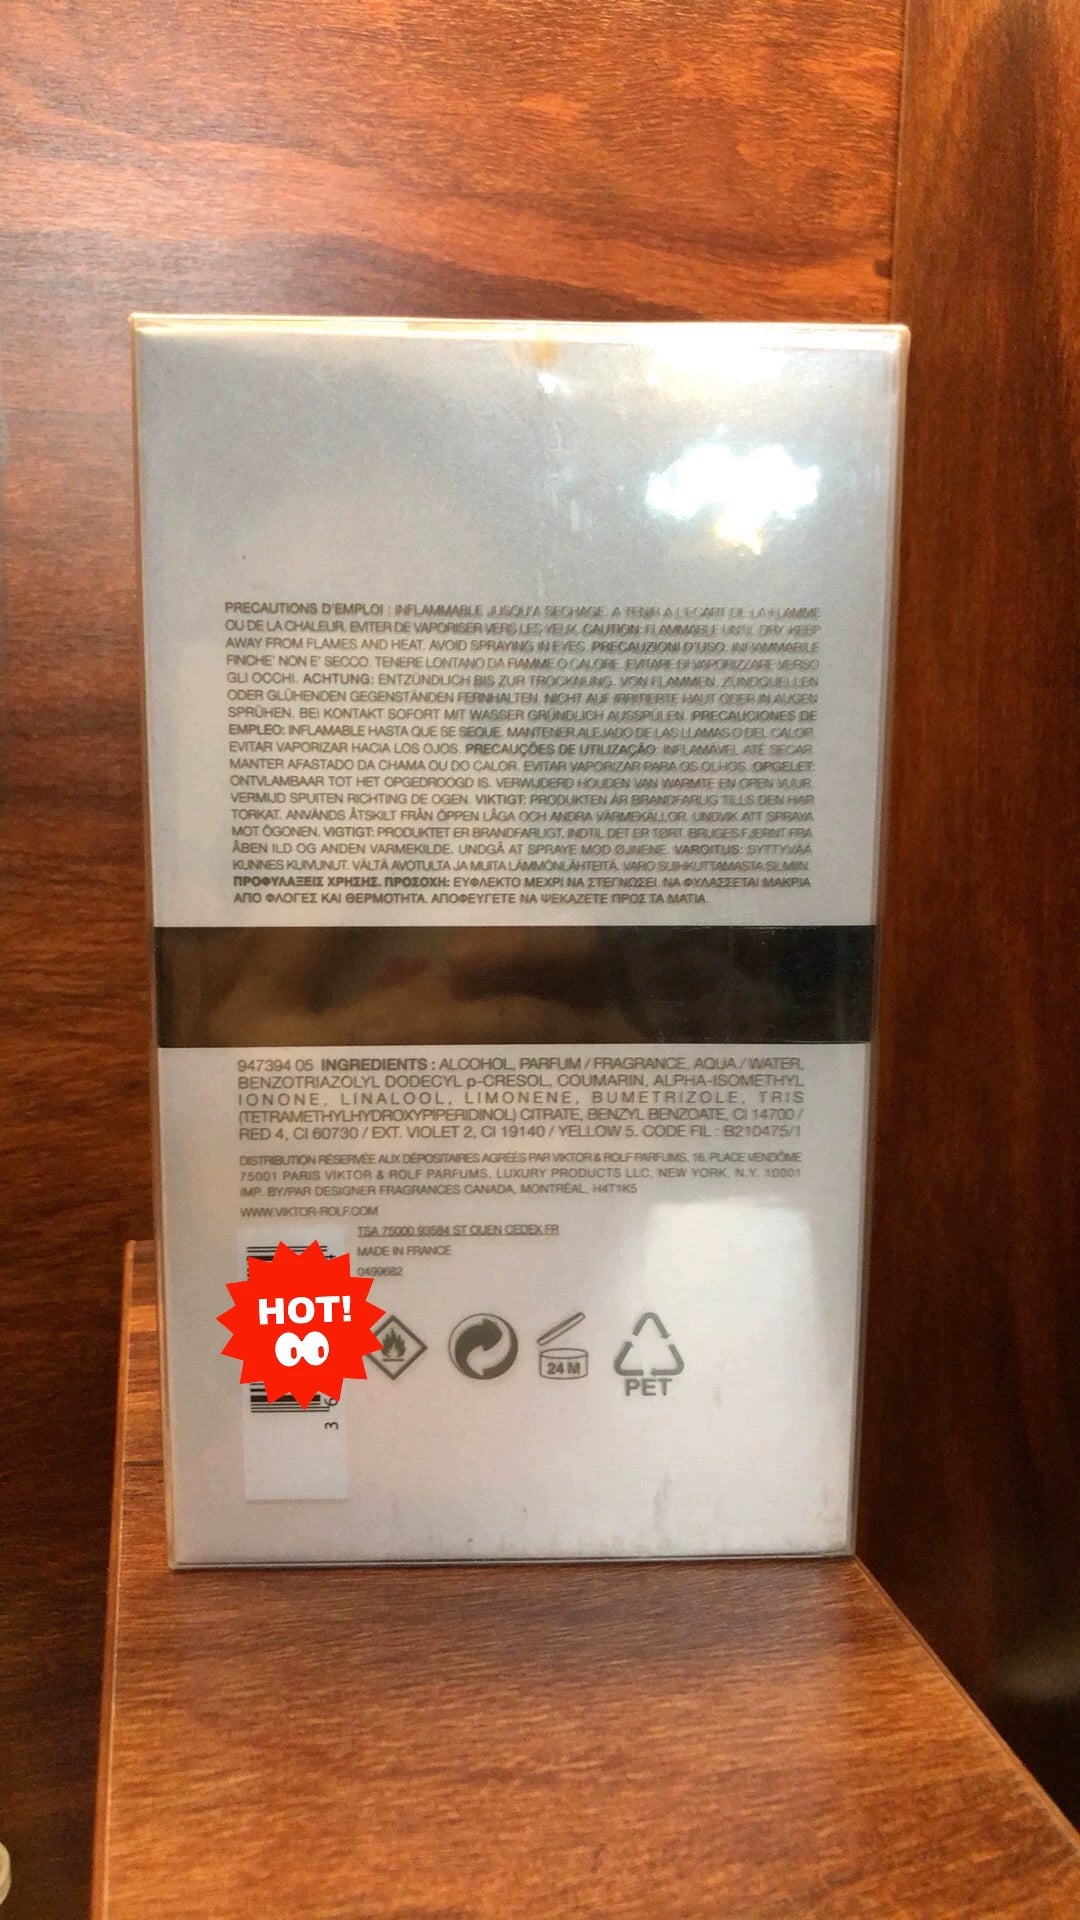 PRECAUTIONS D'EMPLOI : INFLAMMABLE JUSQU'A SECHAGE. A TENIR A L'ECART DE LA FLAMME
OU DE LA CHALEUR. EVITER DE VAPORISER VERS LES YEUX. CAUTION: FLAMMABLE UNTIL DRY. KEEP
AWAY FROM FLAMES AND HEAT. AVOID SPRAYING IN EYES. PRECAUZIONI D'USO. INFIAMMABILE
FINCHE' NON E' SECCO. TENERE LONTANO DA FIAMME O CALORE. EVITARE DI VAPORIZZARE VERSO
GLI OCCHI. ACHTUNG: ENTZÜNDLICH BIS ZUR TROCKNUNG. VON FLAMMEN, ZÜNDQUELLEN
ODER GLÜHENDEN GEGENSTÄNDEN FERNHALTEN. NICHT AUF IRRITIERTE HAUT ODER IN AUGEN
SPRÜHEN. BEI KONTAKT SOFORT MIT WASSER GRÜNDLICH AUSSPÜLEN. PRECAUCIONES DE
EMPLEO: INFLAMABLE HASTA QUE SE SEQUE. MANTENER ALEJADO DE LAS LLAMAS O DEL CALOR.
EVITAR VAPORIZAR HACIA LOS OJOS. PRECAUÇÕES DE UTILIZAÇÃO: INFLAMÁVEL ATÉ SECAR.
MANTER AFASTADO DA CHAMA OU DO CALOR. EVITAR VAPORIZAR PARA OS OLHOS. OPGELET:
ONTVLAMBAAR TOT HET OPGEDROOGD IS. VERWIJDERD HOUDEN VAN WARMTE EN OPEN VUUR.
VERMIJD SPUITEN RICHTING DE OGEN. VIKTIGT: PRODUKTEN ÄR BRANDFARLIG TILLS DEN HAR
TORKAT. ANVÄNDS ÅTSKILT FRÅN ÖPPEN LÅGA OCH ANDRA VÄRMEKÄLLOR. UNDVIK ATT SPRAYA
MOT ÖGONEN. VIGTIGT: PRODUKTET ER BRANDFARLIGT, INDTIL DET ER TØRT. BRUGES FJERNT FRA
ÅBEN ILD OG ANDEN VARMEKILDE. UNDGÅ AT SPRAYE MOD ØJNENE. VAROITUS: SYTTYVÄÄ
KUNNES KUIVUNUT. VÄLTÄ AVOTULTA JA MUITA LÄMMÖNLÄHTEITÄ. VARO SUIHKUTTAMASTA SILMIIN.
ΠΡΟΦΥΛΑΞΕΙΣ ΧΡΗΣΗΣ. ΠΡΟΣΟΧΗ: ΕΥΦΛΕΚΤΟ ΜΕΧΡΙ ΝΑ ΣΤΕΓΝΩΣΕΙ. ΝΑ ΦΥΛΑΣΣΕΤΑΙ ΜΑΚΡΙΑ
ΑΠΟ ΦΛΟΓΕΣ ΚΑΙ ΘΕΡΜΟΤΗΤΑ. ΑΠΟΦΕΥΓΕΤΕ ΝΑ ΨΕΚΑΖΕΤΕ ΠΡΟΣ ΤΑ ΜΑΤΙΑ.
947394 05 INGREDIENTS : ALCOHOL, PARFUM / FRAGRANCE, AQUA / WATER,
BENZOTRIAZOLYL DODECYL p-CRESOL, COUMARIN, ALPHA-ISOMETHYL
IONONE, LINALOOL, LIMONENE, BUMETRIZOLE, TRIS
(TETRAMETHYLHYDROXYPIPERIDINOL) CITRATE, BENZYL BENZOATE, CI 14700 /
RED 4, CI 60730 / EXT. VIOLET 2, CI 19140 / YELLOW 5. CODE FIL : B210475/1
DISTRIBUTION RÉSERVÉE AUX DÉPOSITAIRES AGRÉÉS PAR VIKTOR & ROLF PARFUMS, 16, PLACE VENDÔME
75001 PARIS VIKTOR & ROLF PARFUMS, LUXURY PRODUCTS LLC, NEW YORK, N.Y. 10001
IMP. BY/PAR DESIGNER FRAGRANCES CANADA, MONTRÉAL, H4T1K5
WWW.VIKTOR-ROLF.COM
TSA 75000 93584 ST OUEN CEDEX FR
MADE IN FRANCE
0499682
HOT!
24 M
PET
3 6